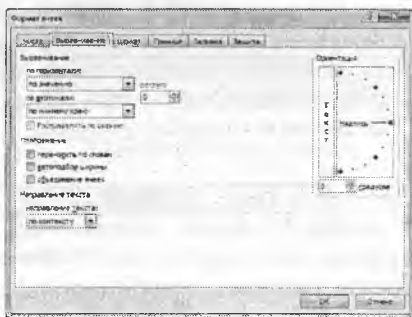 Формат ячеек
Число Выравнивание Шрифт Граница Заливка Защита
Выравнивание
по горизонтали:
по значению
отступ:
по вертикали:
0
по нижнему краю
Распределять по ширине
Отображение
переносить по словам
автоподбор ширины
объединение ячеек
Направление текста
направление текста:
по контексту
Ориентация
Текст
Надпись
0 градусов
ОК Отмена